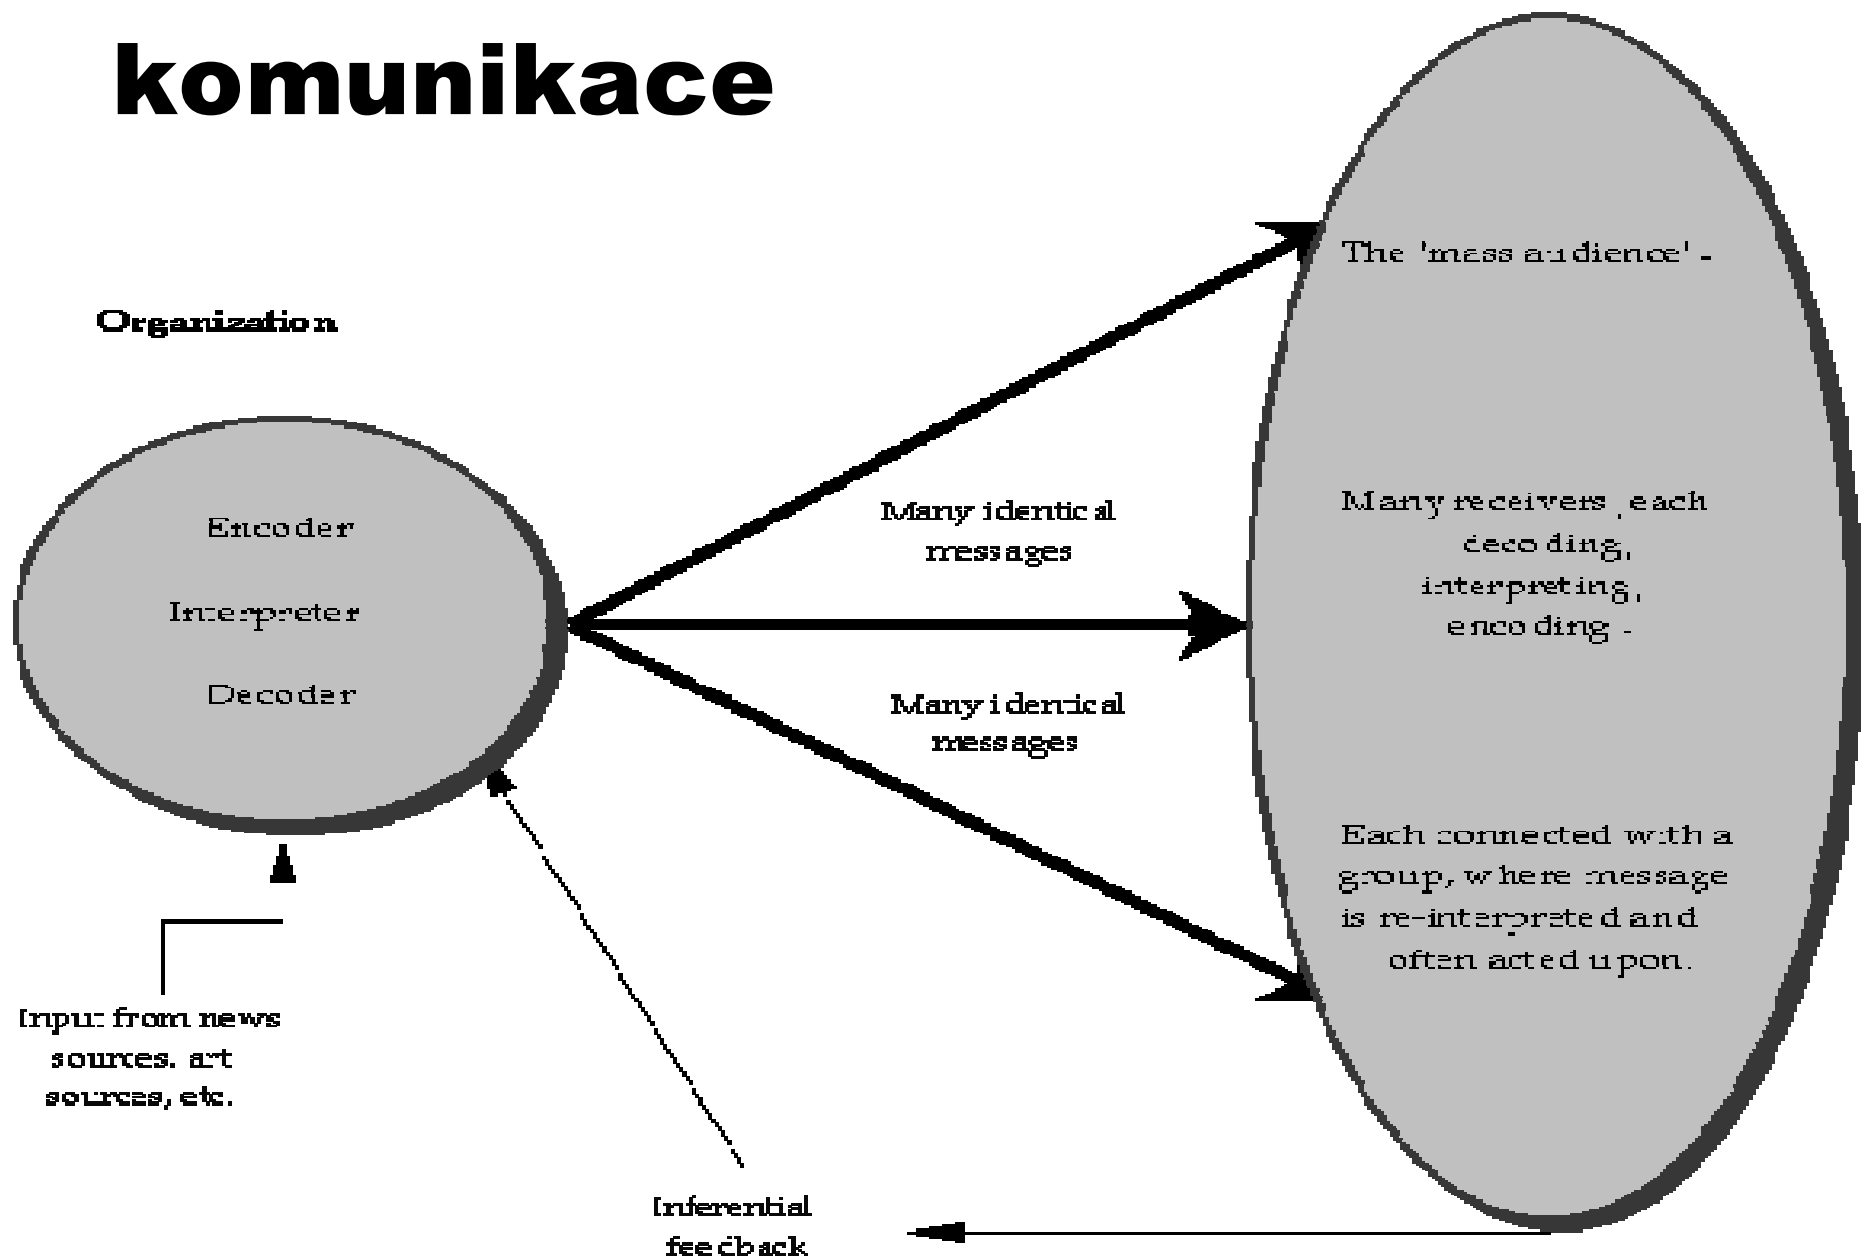 komunikace
Organization
Encoder
Interpreter
Decoder
Input from news
sources, art
sources, etc.
Many identical
messages
Many identical
messages
Inferential
feedback
The 'mass audience' -
Many receivers, each
decoding,
interpreting,
encoding -
Each connected with a
group, where message
is re-interpreted and
often acted upon.